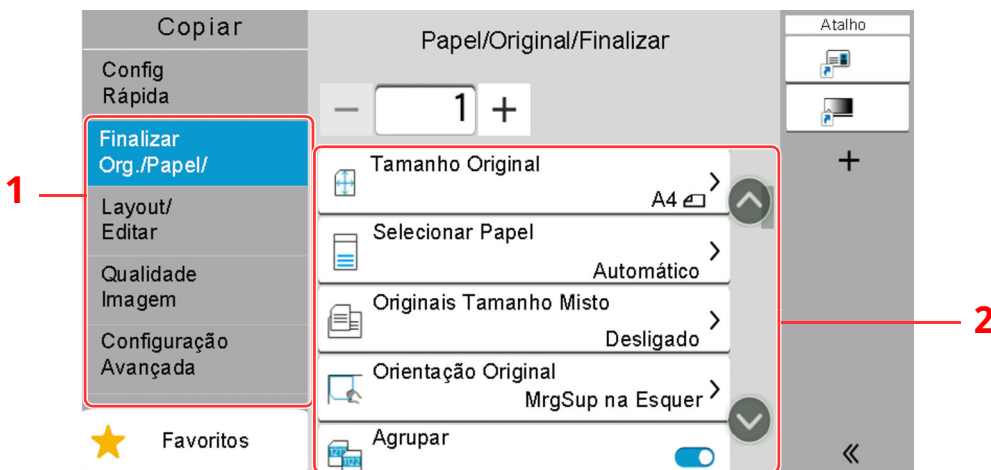 Copiar
Config
Rápida
Finalizar
Org./Papel/
Layout/
Editar
Qualidade
Imagem
Configuração
Avançada
Favoritos
1
Papel/Original/Finalizar
1
Tamanho Original
A4
Selecionar Papel
Automático
Originais Tamanho Misto
Desligado
Orientação Original
MrgSup na Esquer
Agrupar
2
Atalho